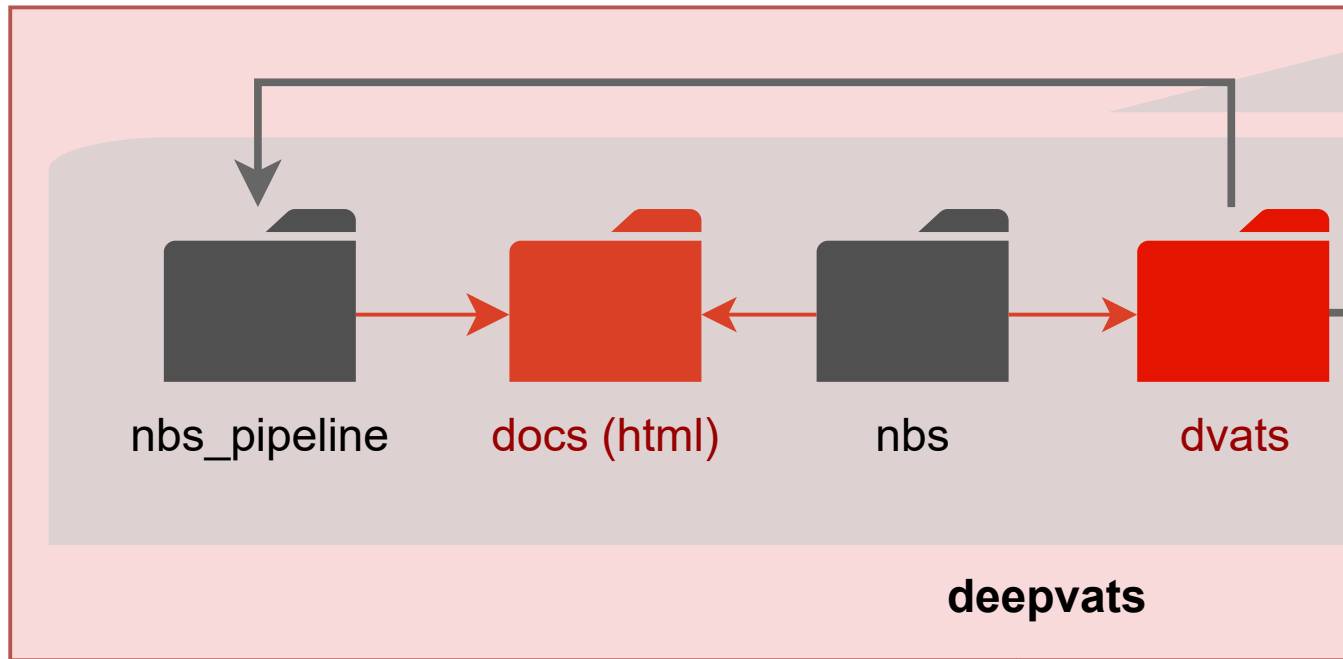 nbs_pipeline
docs (html)
nbs
dvats
deepvats